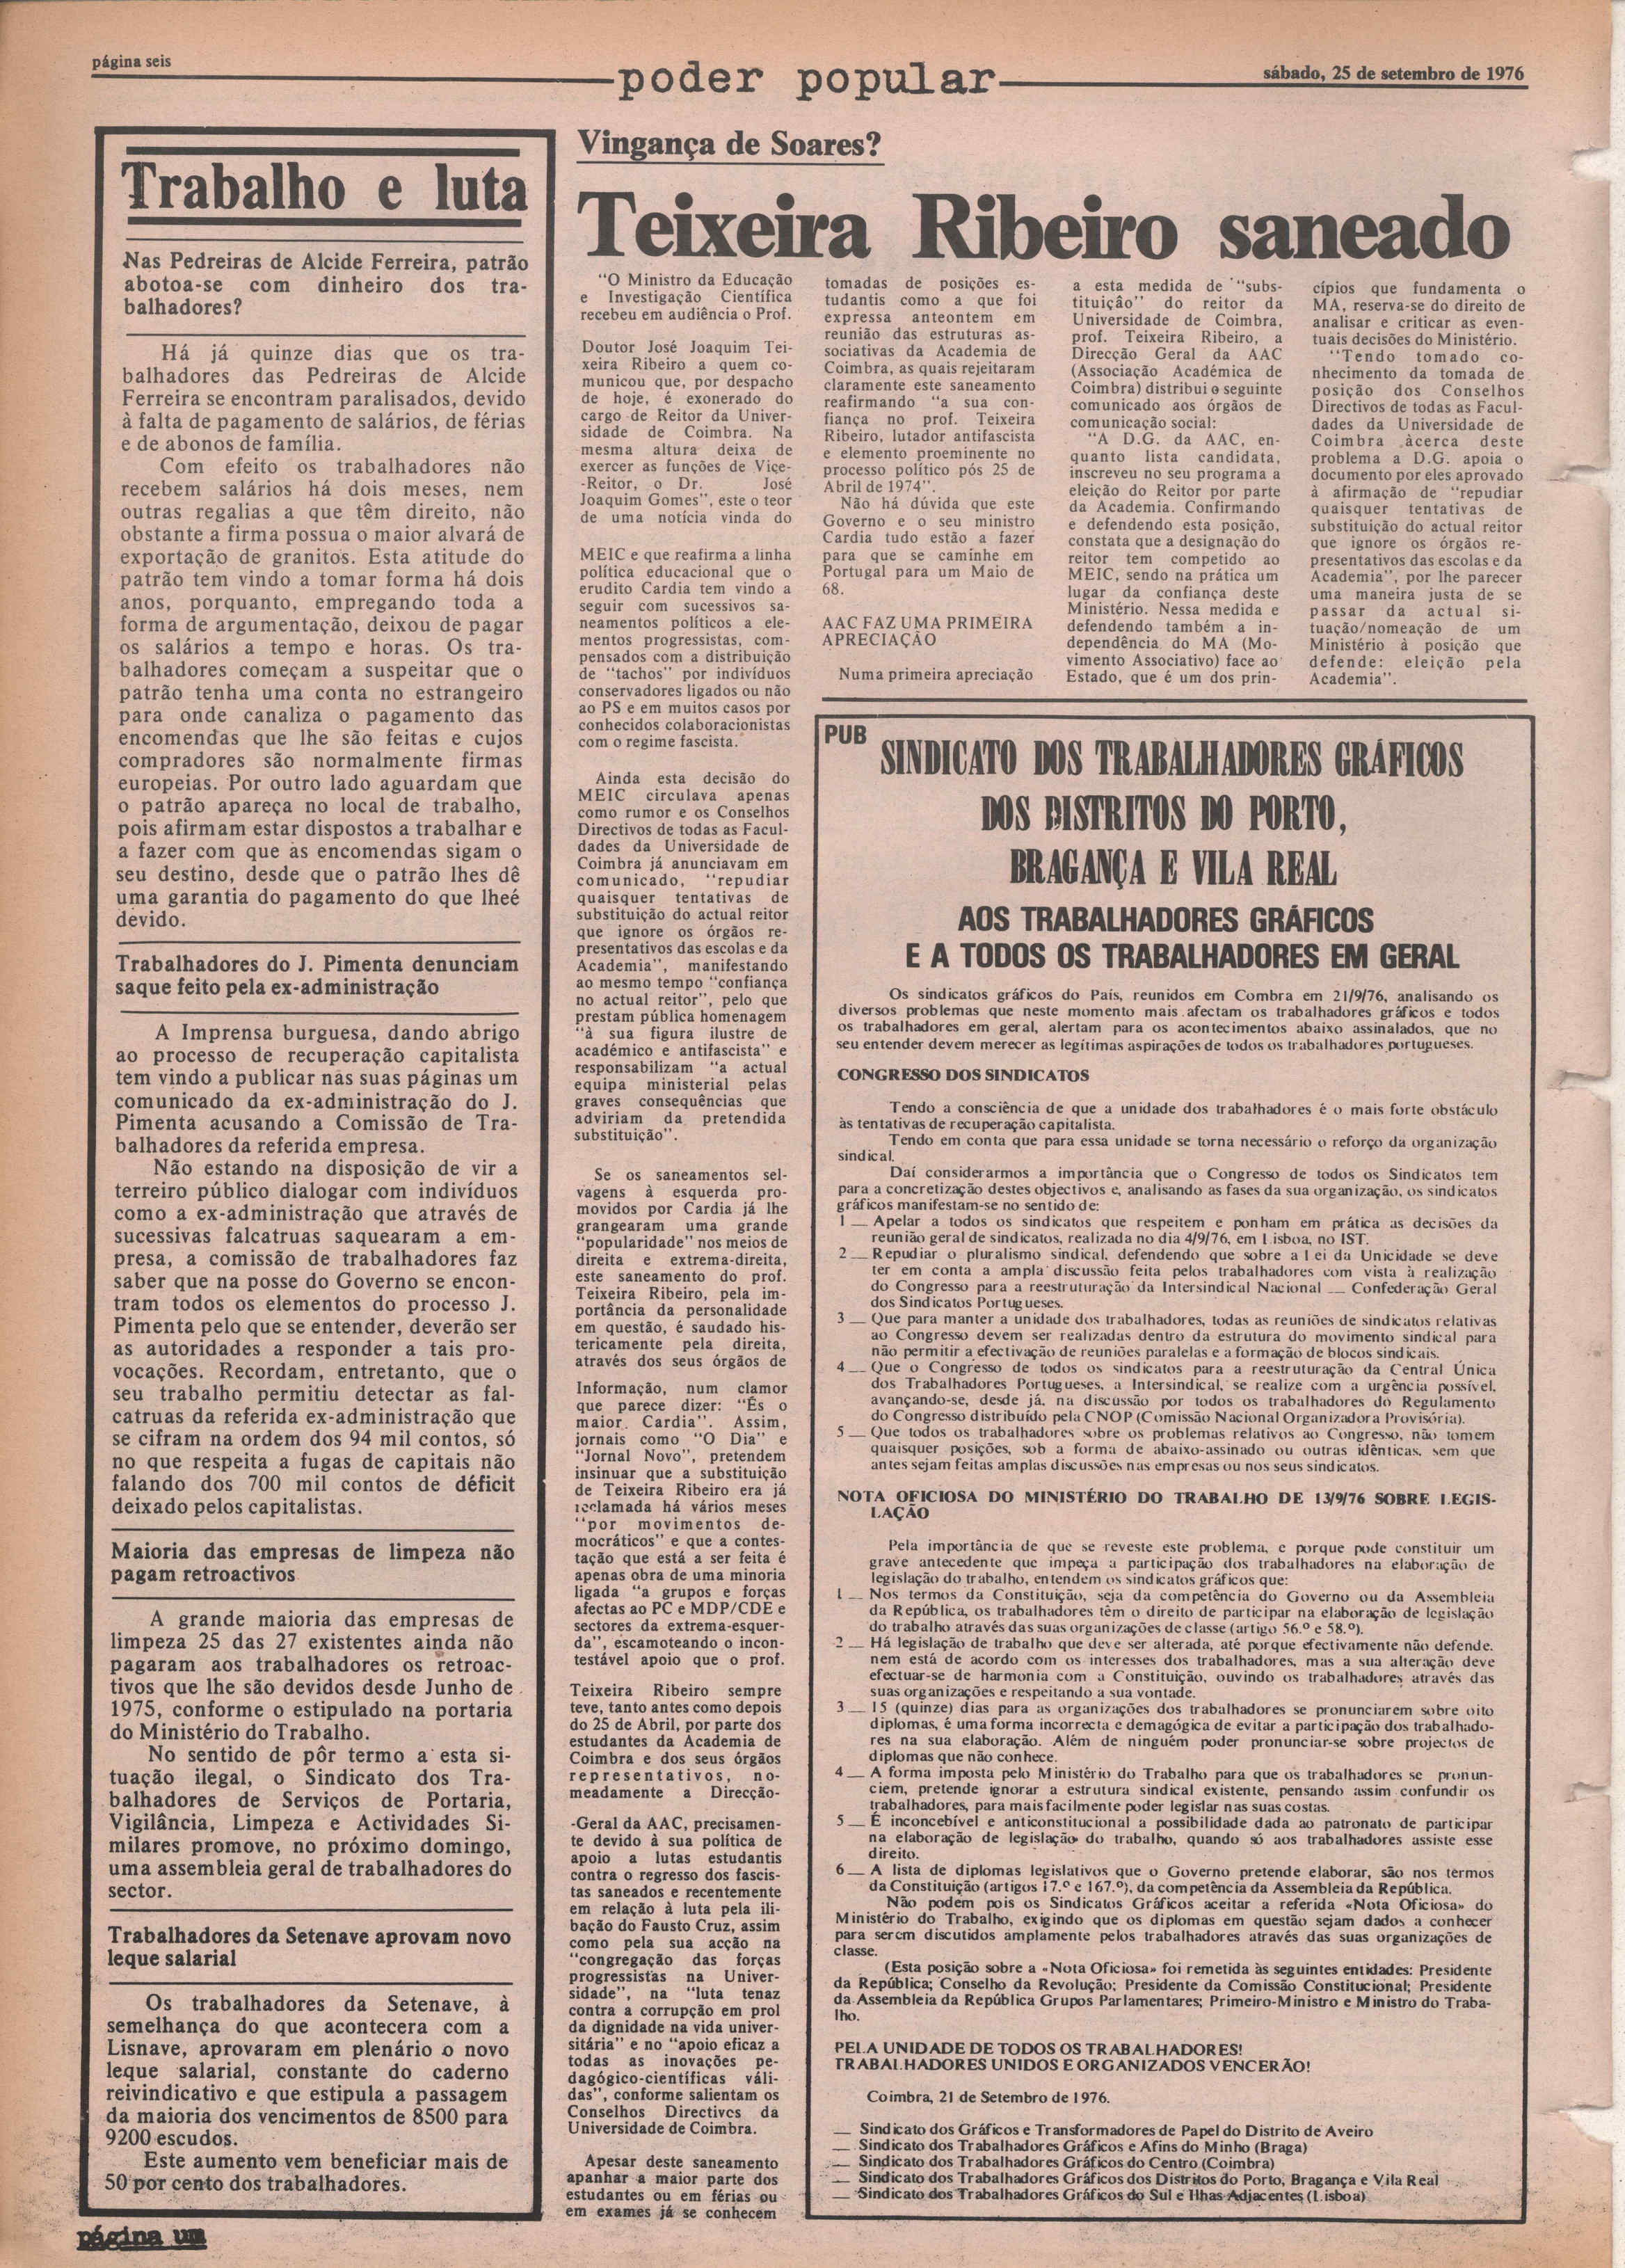 página seis
poder popular
sábado, 25 de setembro de 1976
Trabalho e luta
Nas Pedreiras de Alcide Ferreira, patrão
abotoa-se com dinheiro dos tra-
balhadores?
Há já quinze dias que os tra-
balhadores das Pedreiras de Alcide
Ferreira se encontram paralisados, devido
à falta de pagamento de salários, de férias
e de abonos de família.
Com efeito os trabalhadores não
recebem salários há dois meses, nem
outras regalias a que têm direito, não
obstante a firma possua o maior alvará de
exportação de granitos. Esta atitude do
patrão tem vindo a tomar forma há dois
anos, porquanto, empregando toda a
forma de argumentação, deixou de pagar
os salários a tempo e horas. Os tra-
balhadores começam a suspeitar que o
patrão tenha uma conta no estrangeiro
para onde canaliza o pagamento das
encomendas que lhe são feitas e cujos
compradores são normalmente firmas
europeias. Por outro lado aguardam que
o patrão apareça no local de trabalho,
pois afirmam estar dispostos a trabalhar e
a fazer com que as encomendas sigam o
seu destino, desde que o patrão lhes dê
uma garantia do pagamento do que lheé
devido.
Trabalhadores do J. Pimenta denunciam
saque feito pela ex-administração
A Imprensa burguesa, dando abrigo
ao processo de recuperação capitalista
tem vindo a publicar nas suas páginas um
comunicado da ex-administração do J.
Pimenta acusando a Comissão de Tra-
balhadores da referida empresa.
Não estando na disposição de vir a
terreiro público dialogar com indivíduos
como a ex-administração que através de
sucessivas falcatruas saquearam a em-
presa, a comissão de trabalhadores faz
saber que na posse do Governo se encon-
tram todos os elementos do processo J.
Pimenta pelo que se entender, deverão ser
as autoridades a responder a tais pro-
vocações. Recordam, entretanto, que o
seu trabalho permitiu detectar as fal-
catruas da referida ex-administração que
se cifram na ordem dos 94 mil contos, só
no que respeita a fugas de capitais não
falando dos 700 mil contos de déficit
deixado pelos capitalistas.
Maioria das empresas de limpeza não
pagam retroactivos
A grande maioria das empresas de
limpeza 25 das 27 existentes ainda não
pagaram aos trabalhadores os retroac-
tivos que lhe são devidos desde Junho de
1975, conforme o estipulado na portaria
do Ministério do Trabalho.
No sentido de pôr termo a esta si-
tuação ilegal, o Sindicato dos Tra-
balhadores de Serviços de Portaria,
Vigilância, Limpeza e Actividades Si-
milares promove, no próximo domingo,
uma assembleia geral de trabalhadores do
sector.
Trabalhadores da Setenave aprovam novo
leque salarial
Os trabalhadores da Setenave, à
semelhança do que acontecera com a
Lisnave, aprovaram em plenário o novo
leque salarial, constante do caderno
reivindicativo e que estipula a passagem
da maioria dos vencimentos de 8500 para
9200 escudos.
Este aumento vem beneficiar mais de
50 por cento dos trabalhadores.
Vingança de Soares?
Teixeira Ribeiro saneado
"O Ministro da Educação
e Investigação Científica
recebeu em audiência o Prof.
Doutor José Joaquim Tei-
xeira Ribeiro a quem co-
municou que, por despacho
de hoje, é exonerado do
cargo de Reitor da Univer-
sidade de Coimbra. Na
mesma altura deixa de
exercer as funções de Vice-
-Reitor, o Dr. José
Joaquim Gomes", este o teor
de uma notícia vinda do
MEIC e que reafirma a linha
política educacional que o
erudito Cardia tem vindo a
seguir com sucessivos sa-
neamentos políticos a ele-
mentos progressistas, com-
pensados com a distribuição
de "tachos" por indivíduos
conservadores ligados ou não
ao PS e em muitos casos por
conhecidos colaboracionistas
com o regime fascista.
Ainda esta decisão do
MEIC circulava apenas
como rumor e os Conselhos
Directivos de todas as Facul-
dades da Universidade de
Coimbra já anunciavam em
comunicado, "repudiar
quaisquer tentativas de
substituição do actual reitor
que ignore os órgãos re-
presentativos das escolas e da
Academia", manifestando
ao mesmo tempo "confiança
no actual reitor", pelo que
prestam pública homenagem
"à sua figura ilustre de
académico e antifascista" e
responsabilizam "a actual
equipa ministerial pelas
graves consequências que
adviriam da pretendida
substituição".
Se os saneamentos sel-
vagens à esquerda pro-
movidos por Cardia já lhe
grangearam uma grande
"popularidade" nos meios de
direita e extrema-direita,
este saneamento do prof.
Teixeira Ribeiro, pela im-
portância da personalidade
em questão, é saudado his-
tericamente pela direita,
através dos seus órgãos de
Informação, num clamor
que parece dizer: "És o
maior Cardia". Assim,
jornais como "O Dia" e
"Jornal Novo", pretendem
insinuar que a substituição
de Teixeira Ribeiro era já
reclamada há vários meses
"por movimentos de-
mocráticos" e que a contes-
tação que está a ser feita é
apenas obra de uma minoria
ligada "a grupos e forças
afectas ao PC e MDP/CDE e
sectores da extrema-esquer-
da", escamoteando o incon-
testável apoio que o prof.
Teixeira Ribeiro sempre
teve, tanto antes como depois
do 25 de Abril, por parte dos
estudantes da Academia de
Coimbra e dos seus órgãos
representativos, no-
meadamente a Direcção-
-Geral da AAC, precisamen-
te devido à sua política de
apoio a lutas estudantis
contra o regresso dos fascis-
tas saneados e recentemente
em relação à luta pela ili-
bação do Fausto Cruz, assim
como pela sua acção na
"congregação das forças
progressistas na Univer-
sidade", na "luta tenaz
contra a corrupção em prol
da dignidade na vida univer-
sitária" e no "apoio eficaz a
todas as inovações pe-
dagógico-científicas váli-
das", conforme salientam os
Conselhos Directivos da
Universidade de Coimbra.
Apesar deste saneamento
apanhar a maior parte dos
estudantes ou em férias ou
em exames já se conhecem
tomadas de posições es-
tudantis como a que foi
expressa anteontem em
reunião das estruturas as-
sociativas da Academia de
Coimbra, as quais rejeitaram
claramente este saneamento
reafirmando "a sua con-
fiança no prof. Teixeira
Ribeiro, lutador antifascista
e elemento proeminente no
processo político pós 25 de
Abril de 1974".
Não há dúvida que este
Governo e o seu ministro
Cardia tudo estão a fazer
para que se caminhe em
Portugal para um Maio de
68.
AAC FAZ UMA PRIMEIRA
APRECIAÇÃO
Numa primeira apreciação
a esta medida de "subs-
tituição" do reitor da
Universidade de Coimbra,
prof. Teixeira Ribeiro, a
Direcção Geral da AAC
(Associação Académica de
Coimbra) distribui o seguinte
comunicado aos órgãos de
comunicação social:
"A D.G. da AAC, en-
quanto lista candidata,
inscreveu no seu programa a
eleição do Reitor por parte
da Academia. Confirmando
e defendendo esta posição,
constata que a designação do
reitor tem competido ao
MEIC, sendo na prática um
lugar da confiança deste
Ministério. Nessa medida e
defendendo também a in-
dependência do MA (Mo-
vimento Associativo) face ao
Estado, que é um dos prin-
cípios que fundamenta o
MA, reserva-se do direito de
analisar e criticar as even-
tuais decisões do Ministério.
"Tendo tomado co-
nhecimento da tomada de
posição dos Conselhos
Directivos de todas as Facul-
dades da Universidade de
Coimbra àcerca deste
problema a D.G. apoia o
documento por eles aprovado
à afirmação de "repudiar
quaisquer tentativas de
substituição do actual reitor
que ignore os órgãos re-
presentativos das escolas e da
Academia", por lhe parecer
uma maneira justa de se
passar da actual si-
tuação/nomeação de um
Ministério à posição que
defende: eleição pela
Academia".
PUB
SINDICATO DOS TRABALHADORES GRÁFICOS
DOS DISTRITOS DO PORTO,
BRAGANÇA E VILA REAL
AOS TRABALHADORES GRÁFICOS
E A TODOS OS TRABALHADORES EM GERAL
Os sindicatos gráficos do País, reunidos em Combra em 21/9/76, analisando os
diversos problemas que neste momento mais afectam os trabalhadores gráficos e todos
os trabalhadores em geral, alertam para os acontecimentos abaixo assinalados, que no
seu entender devem merecer as legítimas aspirações de todos os trabalhadores portugueses.
CONGRESSO DOS SINDICATOS
Tendo a consciência de que a unidade dos trabalhadores é o mais forte obstáculo
às tentativas de recuperação capitalista.
Tendo em conta que para essa unidade se torna necessário o reforço da organização
sindical.
Daí considerarmos a importância que o Congresso de todos os Sindicatos tem
para a concretização destes objectivos e, analisando as fases da sua organização, os sindicatos
gráficos manifestam-se no sentido de:
1 — Apelar a todos os sindicatos que respeitem e ponham em prática as decisões da
reunião geral de sindicatos, realizada no dia 4/9/76, em Lisboa, no IST.
2 — Repudiar o pluralismo sindical, defendendo que sobre a Lei da Unicidade se deve
ter em conta a ampla discussão feita pelos trabalhadores com vista à realização
do Congresso para a reestruturação da Intersindical Nacional — Confederação Geral
dos Sindicatos Portugueses.
3 — Que para manter a unidade dos trabalhadores, todas as reuniões de sindicatos relativas
ao Congresso devem ser realizadas dentro da estrutura do movimento sindical para
não permitir a efectivação de reuniões paralelas e a formação de blocos sindicais.
4 — Que o Congresso de todos os sindicatos para a reestruturação da Central Única
dos Trabalhadores Portugueses, a Intersindical, se realize com a urgência possível,
avançando-se, desde já, na discussão por todos os trabalhadores do Regulamento
do Congresso distribuído pela CNOP (Comissão Nacional Organizadora Provisória).
5 — Que todos os trabalhadores sobre os problemas relativos ao Congresso, não tomem
quaisquer posições, sob a forma de abaixo-assinado ou outras idênticas, sem que
antes sejam feitas amplas discussões nas empresas ou nos seus sindicatos.
NOTA OFICIOSA DO MINISTÉRIO DO TRABALHO DE 13/9/76 SOBRE LEGIS-
LAÇÃO
Pela importância de que se reveste este problema, e porque pode constituir um
grave antecedente que impeça a participação dos trabalhadores na elaboração de
legislação do trabalho, entendem os sindicatos gráficos que:
1 — Nos termos da Constituição, seja da competência do Governo ou da Assembleia
da República, os trabalhadores têm o direito de participar na elaboração de legislação
do trabalho através das suas organizações de classe (artigo 56.º e 58.º).
2 — Há legislação de trabalho que deve ser alterada, até porque efectivamente não defende,
nem está de acordo com os interesses dos trabalhadores, mas a sua alteração deve
efectuar-se de harmonia com a Constituição, ouvindo os trabalhadores através das
suas organizações e respeitando a sua vontade.
3 — 15 (quinze) dias para as organizações dos trabalhadores se pronunciarem sobre oito
diplomas, é uma forma incorrecta e demagógica de evitar a participação dos trabalhado-
res na sua elaboração. Além de ninguém poder pronunciar-se sobre projectos de
diplomas que não conhece.
4 — A forma imposta pelo Ministério do Trabalho para que os trabalhadores se pronun-
ciem, pretende ignorar a estrutura sindical existente, pensando assim confundir os
trabalhadores, para mais facilmente poder legislar nas suas costas.
5 — É inconcebível e anticonstitucional a possibilidade dada ao patronato de participar
na elaboração de legislação do trabalho, quando só aos trabalhadores assiste esse
direito.
6 — A lista de diplomas legislativos que o Governo pretende elaborar, são nos termos
da Constituição (artigos 17.º e 167.º), da competência da Assembleia da República.
Não podem pois os Sindicatos Gráficos aceitar a referida «Nota Oficiosa» do
Ministério do Trabalho, exigindo que os diplomas em questão sejam dados a conhecer
para serem discutidos amplamente pelos trabalhadores através das suas organizações de
classe.
(Esta posição sobre a «Nota Oficiosa» foi remetida às seguintes entidades: Presidente
da República; Conselho da Revolução; Presidente da Comissão Constitucional; Presidente
da Assembleia da República Grupos Parlamentares; Primeiro-Ministro e Ministro do Traba-
lho.
PELA UNIDADE DE TODOS OS TRABALHADORES!
TRABALHADORES UNIDOS E ORGANIZADOS VENCERÃO!
Coimbra, 21 de Setembro de 1976.
— Sindicato dos Gráficos e Transformadores de Papel do Distrito de Aveiro
— Sindicato dos Trabalhadores Gráficos e Afins do Minho (Braga)
— Sindicato dos Trabalhadores Gráficos do Centro (Coimbra)
— Sindicato dos Trabalhadores Gráficos dos Distritos do Porto, Bragança e Vila Real
— Sindicato dos Trabalhadores Gráficos do Sul e Ilhas Adjacentes (Lisboa)
página um